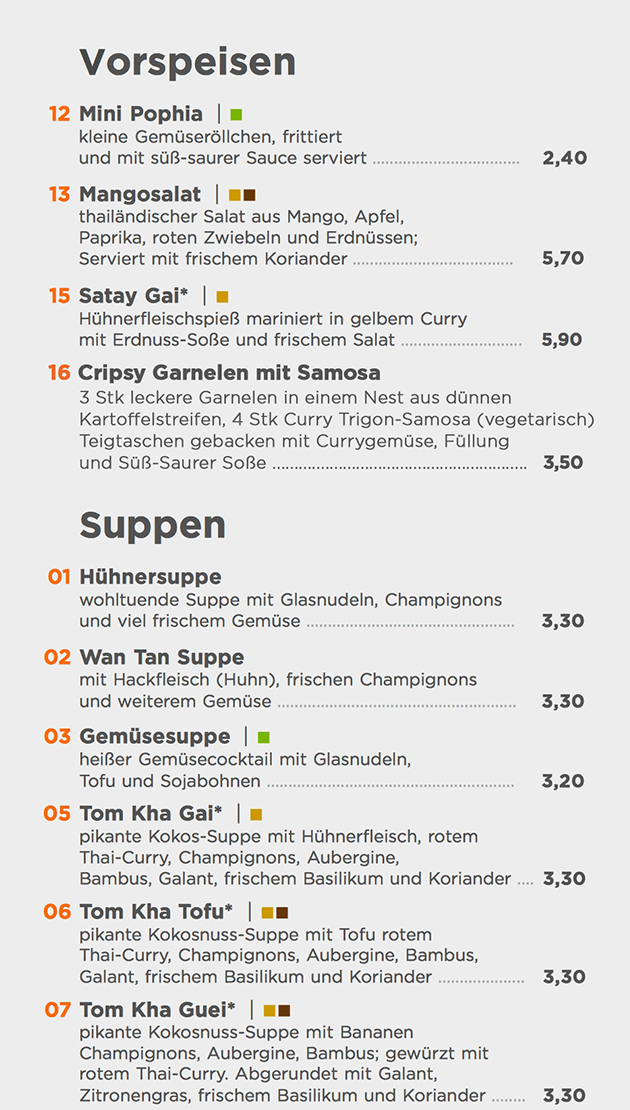 Vorspeisen
12 Mini Pophia |
kleine Gemüseröllchen, frittiert
und mit süß-saurer Sauce serviert ................................ 2,40
13 Mangosalat |
thailändischer Salat aus Mango, Apfel,
Paprika, roten Zwiebeln und Erdnüssen;
Serviert mit frischem Koriander ................................... 5,70
15 Satay Gai* |
Hühnerfleischspieß mariniert in gelbem Curry
mit Erdnuss-Soße und frischem Salat .......................... 5,90
16 Cripsy Garnelen mit Samosa
3 Stk leckere Garnelen in einem Nest aus dünnen
Kartoffelstreifen, 4 Stk Curry Trigon-Samosa (vegetarisch)
Teigtaschen gebacken mit Currygemüse, Füllung
und Süß-Saurer Soße ........................................................ 3,50
Suppen
01 Hühnersuppe
wohltuende Suppe mit Glasnudeln, Champignons
und viel frischem Gemüse ............................................. 3,30
02 Wan Tan Suppe
mit Hackfleisch (Huhn), frischen Champignons
und weiterem Gemüse ................................................... 3,30
03 Gemüsesuppe |
heißer Gemüsecocktail mit Glasnudeln,
Tofu und Sojabohnen ..................................................... 3,20
05 Tom Kha Gai* |
pikante Kokos-Suppe mit Hühnerfleisch, rotem
Thai-Curry, Champignons, Aubergine,
Bambus, Galant, frischem Basilikum und Koriander .... 3,30
06 Tom Kha Tofu* |
pikante Kokosnuss-Suppe mit Tofu rotem
Thai-Curry, Champignons, Aubergine, Bambus,
Galant, frischem Basilikum und Koriander .................. 3,30
07 Tom Kha Guei* |
pikante Kokosnuss-Suppe mit Bananen
Champignons, Aubergine, Bambus; gewürzt mit
rotem Thai-Curry. Abgerundet mit Galant,
Zitronengras, frischem Basilikum und Koriander ........ 3,30